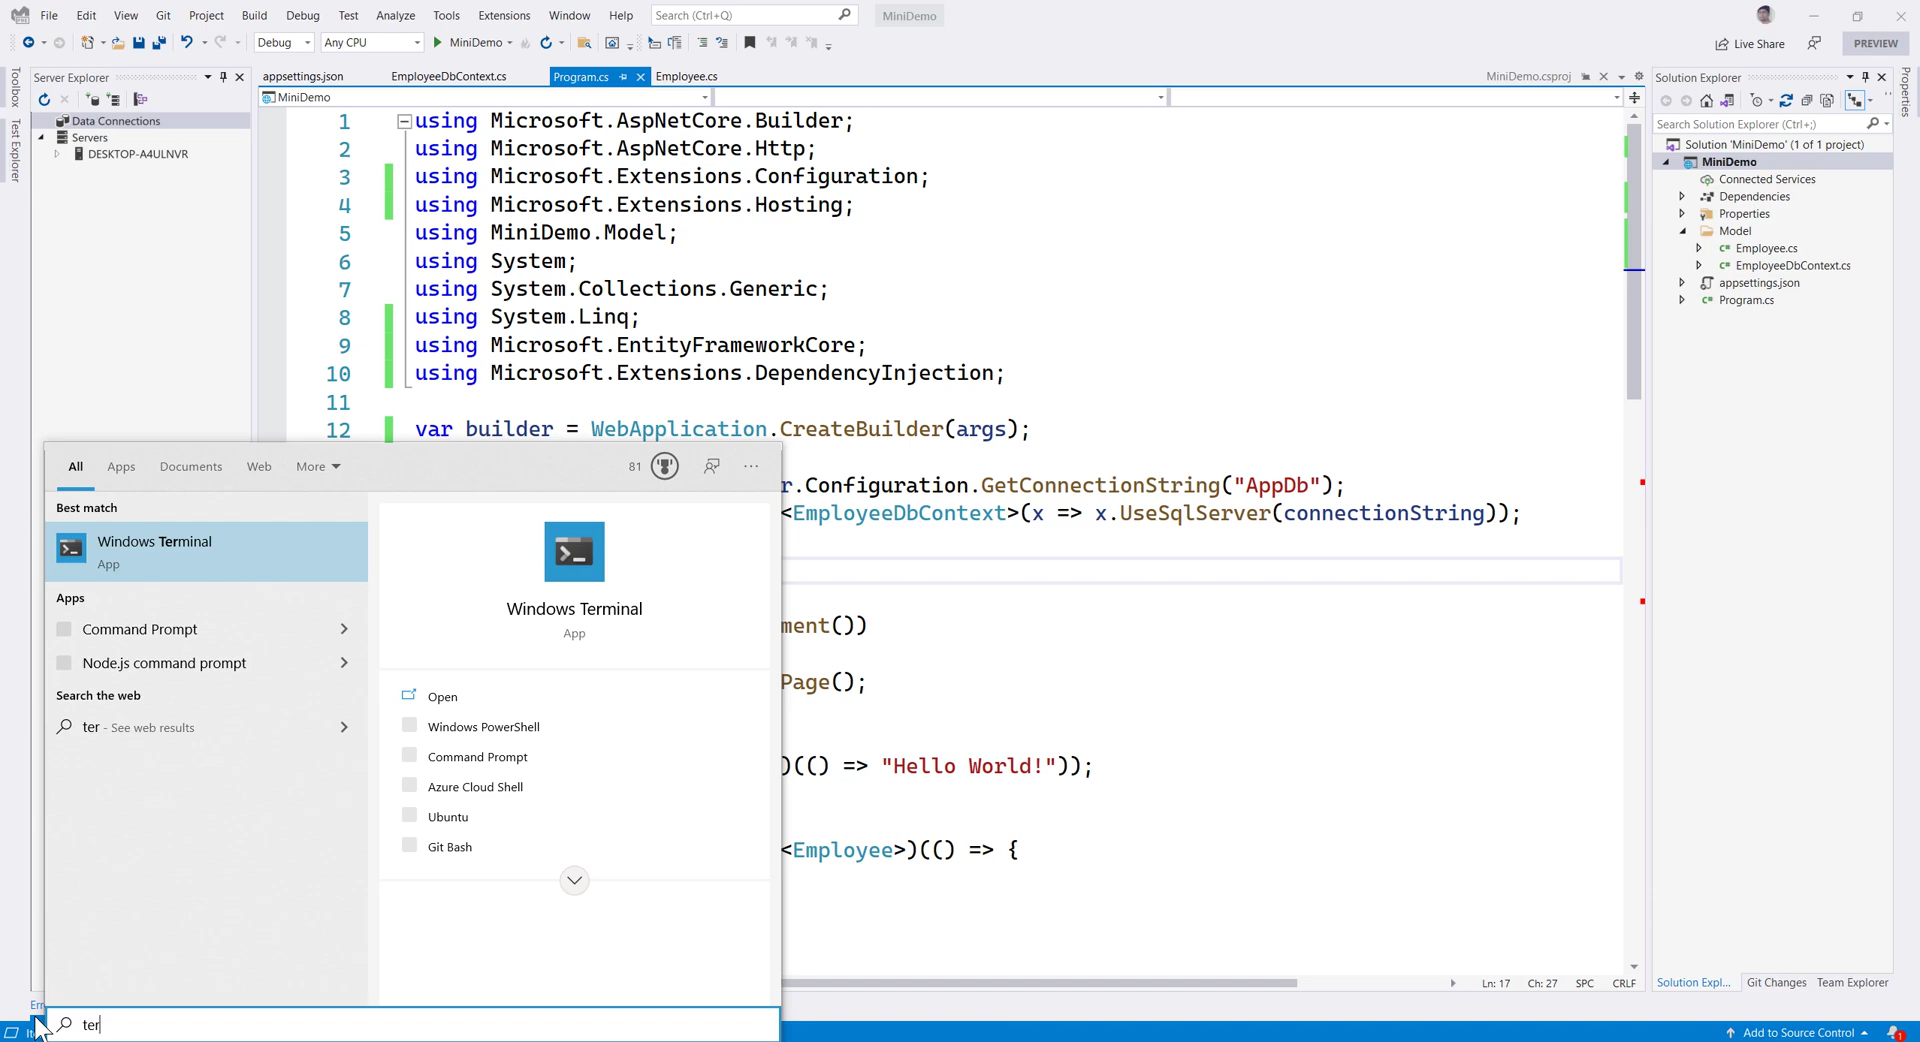 File Edit View Git Project Build Debug Test Analyze Tools Extensions Window Help Search (Ctrl+Q) MiniDemo
Debug Any CPU MiniDemo Live Share PREVIEW
Toolbox
Test Explorer
Server Explorer
Data Connections
Servers
DESKTOP-A4ULNVR
appsettings.json EmployeeDbContext.cs Program.cs Employee.cs MiniDemo.csproj
MiniDemo
1 using Microsoft.AspNetCore.Builder;
2 using Microsoft.AspNetCore.Http;
3 using Microsoft.Extensions.Configuration;
4 using Microsoft.Extensions.Hosting;
5 using MiniDemo.Model;
6 using System;
7 using System.Collections.Generic;
8 using System.Linq;
9 using Microsoft.EntityFrameworkCore;
10 using Microsoft.Extensions.DependencyInjection;
11
12 var builder = WebApplication.CreateBuilder(args);
r.Configuration.GetConnectionString("AppDb");
<EmployeeDbContext>(x => x.UseSqlServer(connectionString));
ment())
Page();
)(() => "Hello World!"));
<Employee>)(() => {
Ln: 17 Ch: 27 SPC CRLF
All Apps Documents Web More 81
Best match
Windows Terminal
App
Apps
Command Prompt
Node.js command prompt
Search the web
ter - See web results
Windows Terminal
App
Open
Windows PowerShell
Command Prompt
Azure Cloud Shell
Ubuntu
Git Bash
ter
Solution Explorer
Search Solution Explorer (Ctrl+;)
Solution 'MiniDemo' (1 of 1 project)
MiniDemo
Connected Services
Dependencies
Properties
Model
Employee.cs
EmployeeDbContext.cs
appsettings.json
Program.cs
Solution Expl... Git Changes Team Explorer
Properties
Add to Source Control 1